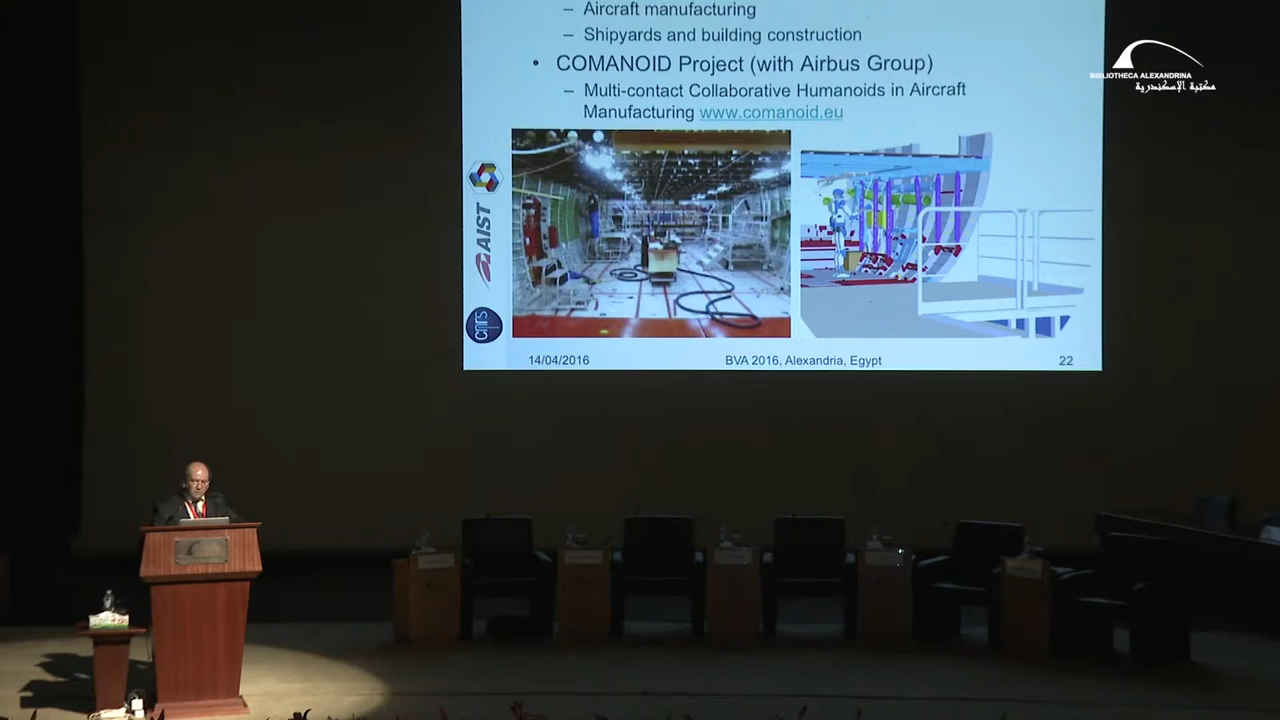 – Aircraft manufacturing
– Shipyards and building construction
• COMANOID Project (with Airbus Group)
– Multi-contact Collaborative Humanoids in Aircraft
Manufacturing www.comanoid.eu
AIST
cnrs
14/04/2016
BVA 2016, Alexandria, Egypt
22
BIBLIOTHECA ALEXANDRINA
مكتبة الإسكندرية